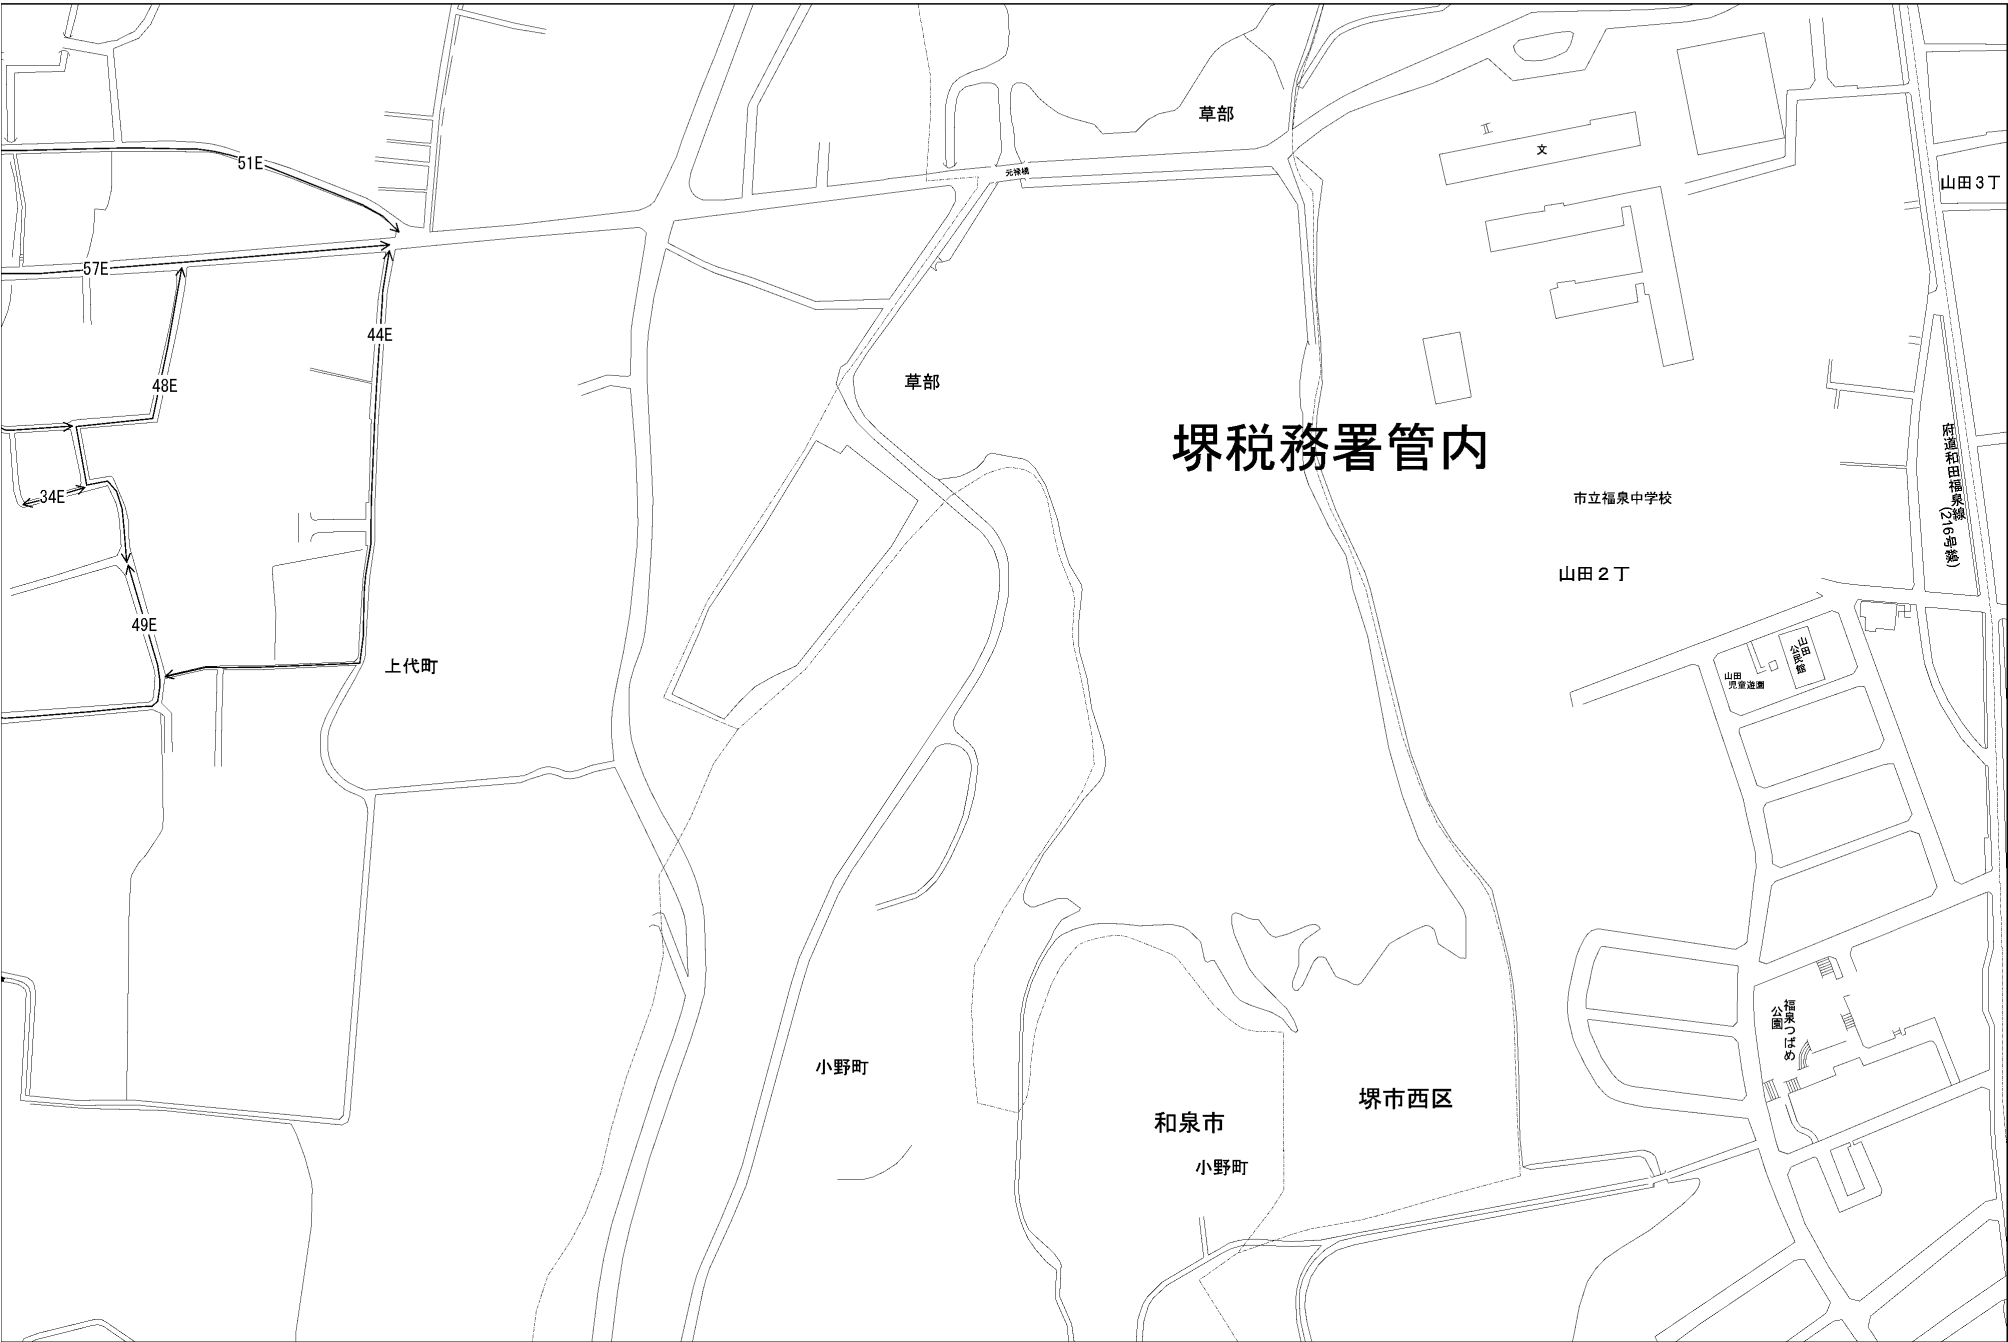 草部
文
51E
元禄橋
山田３丁
57E
44E
48E
草部
堺税務署管内
府道和田福泉線
(216号線)
34E
市立福泉中学校
山田２丁
49E
上代町
山田
公民館
山田
児童遊園
福泉つばめ
公園
小野町
堺市西区
和泉市
小野町